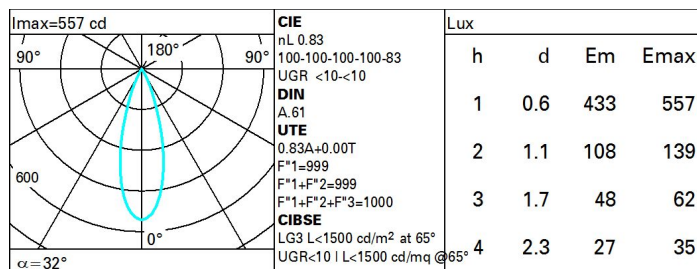 Imax=557 cd
90°
180°
90°
600
0°
α=32°
CIE
nL 0.83
100-100-100-100-83
UGR <10-<10
DIN
A.61
UTE
0.83A+0.00T
F"1=999
F"1+F"2=999
F"1+F"2+F"3=1000
CIBSE
LG3 L<1500 cd/m² at 65°
UGR<10 | L<1500 cd/mq @65°
Lux
h d Em Emax
1 0.6 433 557
2 1.1 108 139
3 1.7 48 62
4 2.3 27 35